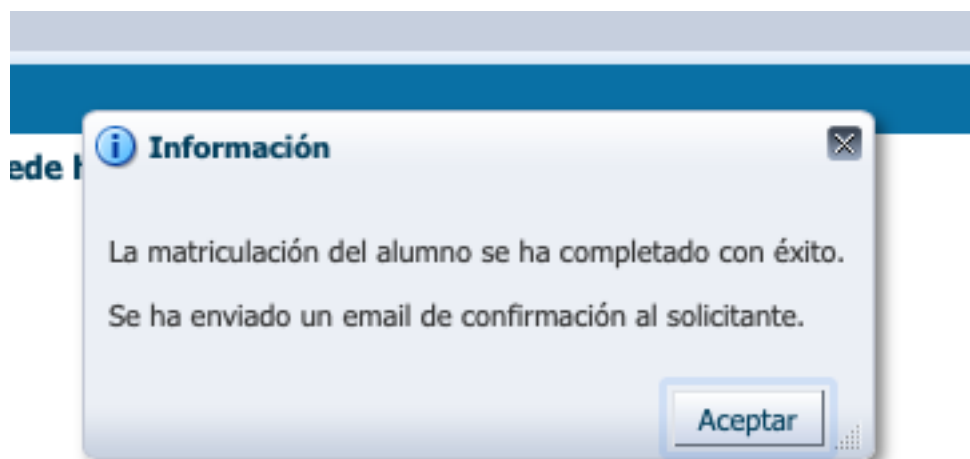 Información
ede
La matriculación del alumno se ha completado con éxito.
Se ha enviado un email de confirmación al solicitante.
Aceptar